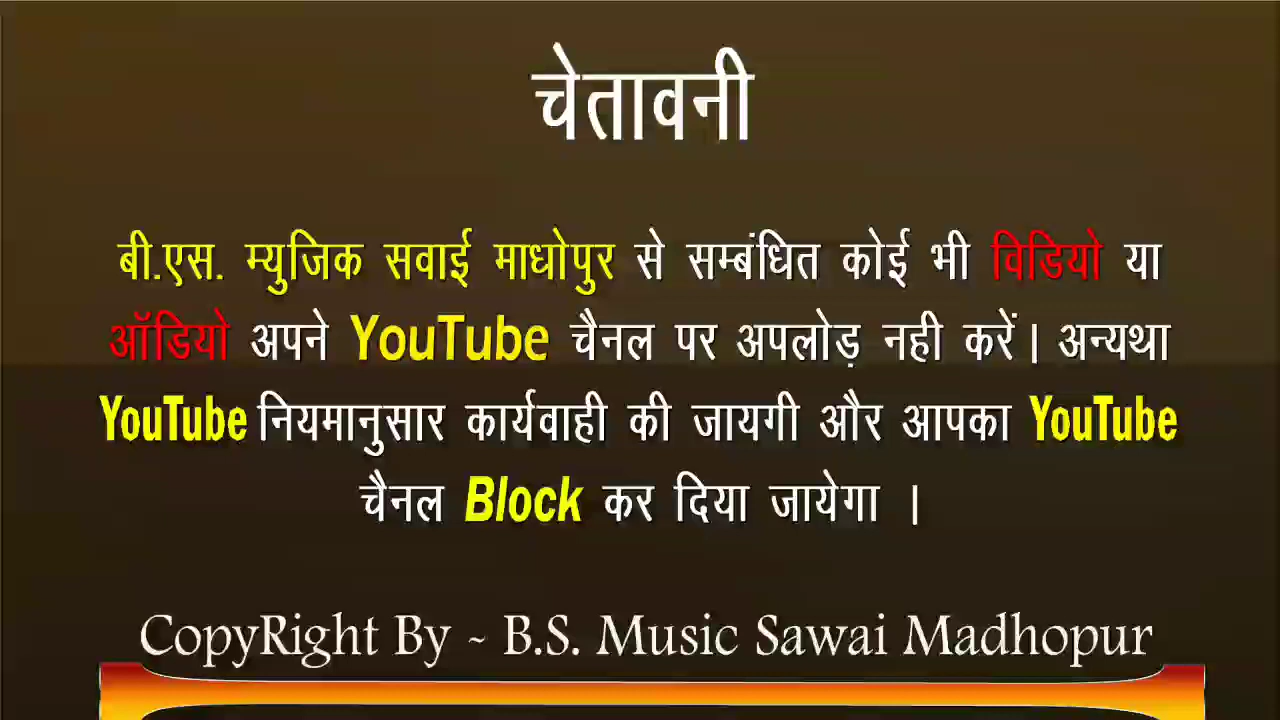 चेतावनी
बी.एस. म्युजिक सवाई माधोपुर से सम्बंधित कोई भी विडियो या
ऑडियो अपने YouTube चैनल पर अपलोड़ नही करें। अन्यथा
YouTube नियमानुसार कार्यवाही की जायगी और आपका YouTube
चैनल Block कर दिया जायेगा ।
CopyRight By - B.S. Music Sawai Madhopur